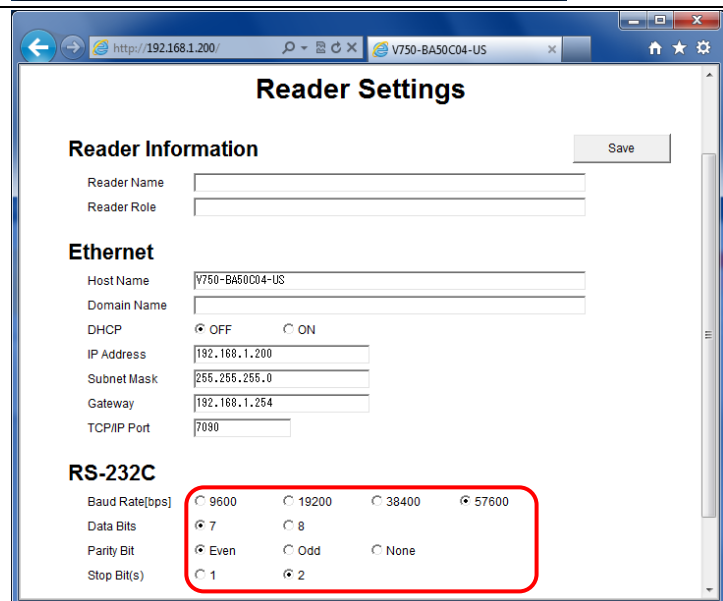 http://192.168.1.200/ V750-BA50C04-US
Reader Settings
Reader Information Save
Reader Name
Reader Role
Ethernet
Host Name V750-BA50C04-US
Domain Name
DHCP OFF ON
IP Address 192.168.1.200
Subnet Mask 255.255.255.0
Gateway 192.168.1.254
TCP/IP Port 7090
RS-232C
Baud Rate[bps] 9600 19200 38400 57600
Data Bits 7 8
Parity Bit Even Odd None
Stop Bit(s) 1 2